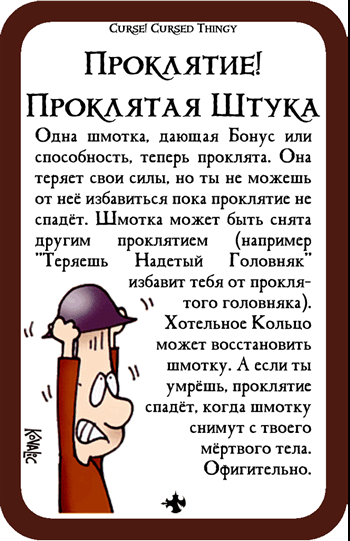 Curse! Cursed Thingy
Проклятие!
Проклятая Штука
Одна шмотка, дающая Бонус или
способность, теперь проклята. Она
теряет свои силы, но ты не можешь
от неё избавиться пока проклятие не
спадёт. Шмотка может быть снята
другим проклятием (например
"Теряешь Надетый Головняк"
избавит тебя от прокля-
того головняка).
Хотельное Кольцо
может восстановить
шмотку. А если ты
умрёшь, проклятие
спадёт, когда шмотку
снимут с твоего
мёртвого тела.
Офигительно.
Kovalic